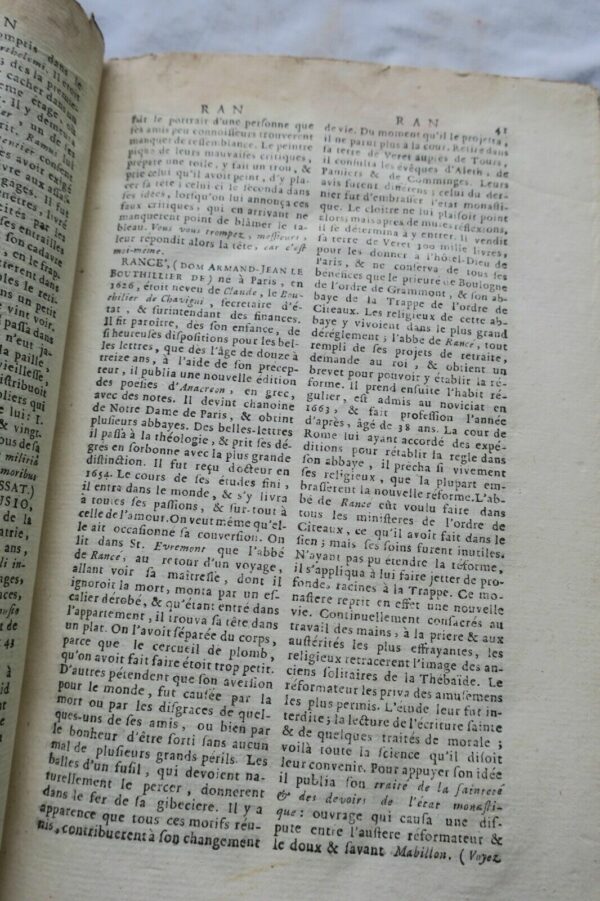 AN
compris dans le
RAN
fait le portrait d'une personne que
ses amis peu connoisseurs trouverent
manquer de ressemblance. Le peintre
piqué de leurs mauvaises critiques,
prépare une toile, y fait un trou, &
prie celui qu'il avoit peint, d'y pla-
cer sa tête; celui-ci le seconda dans
ses idées, lorsqu'on lui annonça ces
faux critiques, qui en arrivant ne
manquerent point de blâmer le ta-
bleau. Vous vous trompez, messieurs,
leur répondit alors la tête, car c'est
moi-meme.
RANCE', (DOM ARMAND-JEAN LE
BOUTHILLIER DE) né à Paris, en
1626, étoit neveu de Claude, le Bou-
thilier de Chavigni, secretaire d'é-
tat, & surintendant des finances.
Il fit paroître, dès son enfance, de
si heureuses dispositions pour les bel-
les lettres, que dès l'âge de douze à
treize ans, à l'aide de son precep-
teur, il publia une nouvelle édition
des poesies d'Anacreon, en grec,
avec des notes. Il devint chanoine
de Notre Dame de Paris, & obtint
plusieurs abbayes. Des belles-lettres
il passa à la théologie, & prit ses dé-
grés en sorbonne avec la plus grande
distinction. Il fut reçu docteur en
1654. Le cours de ses études fini,
il entra dans le monde, & s'y livra
à toutes ses passions, & sur-tout à
celle de l'amour. On veut même qu'el-
le ait occasionné sa conversion. On
lit dans St. Evremont que l'abbé
de Rancé, au retour d'un voyage,
allant voir sa maîtresse, dont il
ignoroit la mort, monta par un es-
calier dérobé, & qu'étant entré dans
l'appartement, il trouva sa tête dans
un plat. On l'avoit séparée du corps,
parce que le cercueil de plomb,
qu'on avoit fait faire étoit trop petit.
D'autres prétendent que son aversion
pour le monde, fut causée par la
mort ou par les disgraces de quel-
ques-uns de ses amis, ou bien par
le bonheur d'être sorti sans aucun
mal de plusieurs grands périls. Les
balles d'un fusil, qui devoient na-
turellement le percer, donnerent
dans le fer de sa gibeciere. Il y a
apparence que tous ces motifs réu-
nis, contribuerent à son changement
RAN
41
de vie. Du moment qu'il le projetta,
il ne parut plus à la cour. Retiré dans
sa terre de Veret auprès de Tours,
il consulta les évêques d'Aleth, de
Pamiers & de Comminges. Leurs
avis furent différens; celui du der-
nier fut d'embrasser l'état monasti-
que. Le cloître ne lui plaisoit point
alors; mais après de mûres réflexions,
il se détermina à y entrer. Il vendit
sa terre de Veret 300 mille livres,
pour les donner à l'hôtel-Dieu de
Paris, & ne conserva de tous ses
bénéfices que le prieuré de Boulogne
de l'ordre de Grammont, & son ab-
baye de la Trappe de l'ordre de
Citeaux. Les religieux de cette ab-
baye y vivoient dans le plus grand
déréglement; l'abbé de Rancé, tout
rempli de ses projets de retraite,
demande au roi, & obtient un
brevet pour pouvoir y établir la ré-
forme. Il prend ensuite l'habit ré-
gulier, est admis au noviciat en
1663, & fait profession l'année
d'après, âgé de 38 ans. La cour de
Rome lui ayant accordé des expé-
ditions pour rétablir la regle dans
son abbaye, il prêcha si vivement
ses religieux, que la plupart em-
brasserent la nouvelle réforme. L'ab-
bé de Rancé eût voulu faire dans
tous les ministeres de l'ordre de
Citeaux, ce qu'il avoit fait dans le
sien; mais ses soins furent inutiles.
N'ayant pas pu étendre la réforme,
il s'appliqua à lui faire jetter de pro-
fondes racines à la Trappe. Ce mo-
nastere reprit en effet une nouvelle
vie. Continuellement consacrés au
travail des mains, à la priere & aux
austérités les plus effrayantes, les
religieux retracerent l'image des an-
ciens solitaires de la Thébaïde. Le
réformateur les priva des amusemens
les plus permis. L'étude leur fut in-
terdite; la lecture de l'écriture sainte
& de quelques traités de morale;
voilà toute la science qu'il disoit
leur convenir. Pour appuyer son idée
il publia son traité de la sainteté
& des devoirs de l'état monasti-
que: ouvrage qui causa une dis-
pute entre l'austere réformateur &
le doux & savant Mabillon. (Voyez